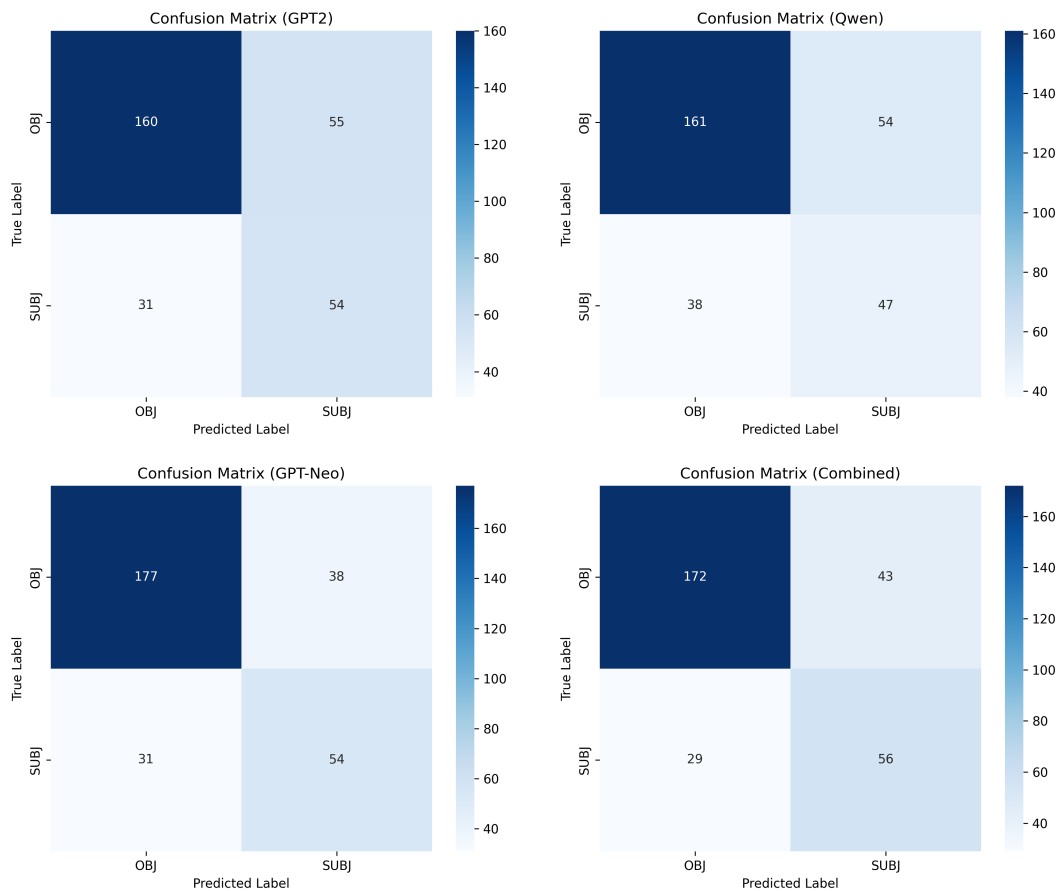 Confusion Matrix (GPT2)
160
55
31
54
OBJ
SUBJ
True Label
OBJ
SUBJ
Predicted Label
160
140
120
100
80
60
40
Confusion Matrix (Qwen)
161
54
38
47
OBJ
SUBJ
True Label
OBJ
SUBJ
Predicted Label
160
140
120
100
80
60
40
Confusion Matrix (GPT-Neo)
177
38
31
54
OBJ
SUBJ
True Label
OBJ
SUBJ
Predicted Label
160
140
120
100
80
60
40
Confusion Matrix (Combined)
172
43
29
56
OBJ
SUBJ
True Label
OBJ
SUBJ
Predicted Label
160
140
120
100
80
60
40